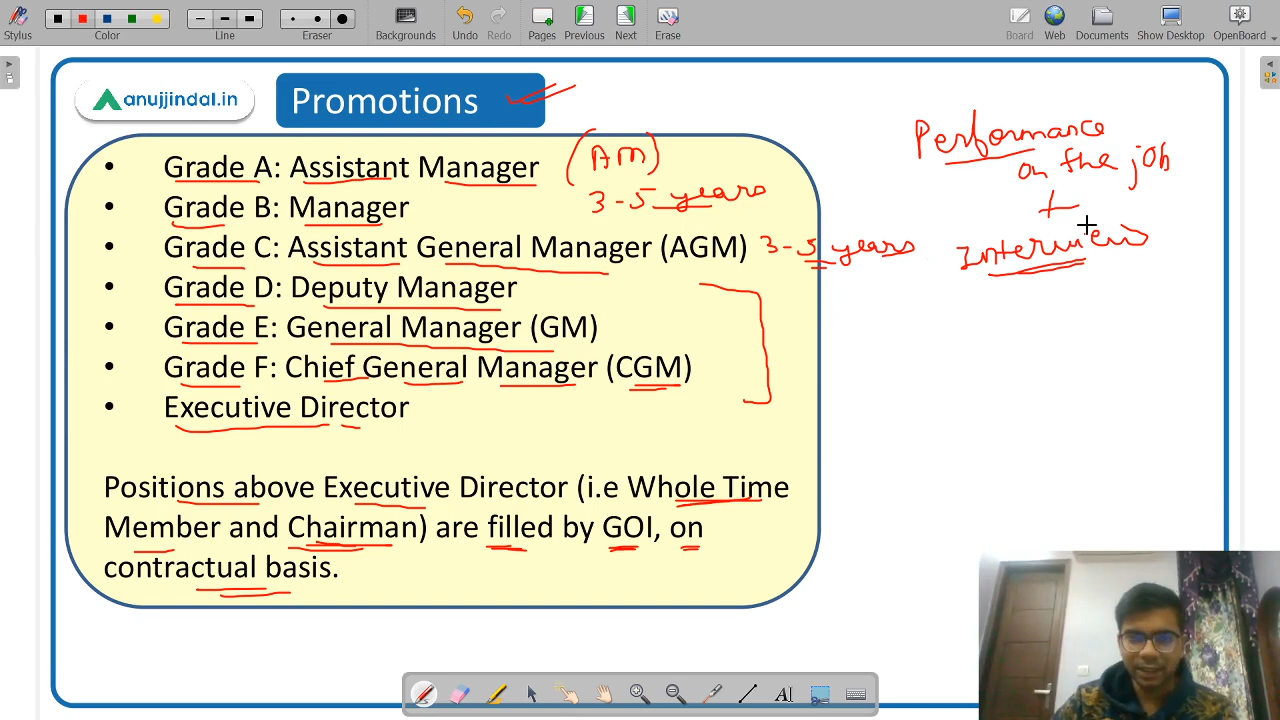 Stylus
Color
Line
Eraser
Backgrounds
Undo
Redo
Pages
Previous
Next
Erase
Board
Web
Documents
Show Desktop
OpenBoard
anujjindal.in
Promotions
Grade A: Assistant Manager (AM)
3-5 years
Grade B: Manager
Grade C: Assistant General Manager (AGM) 3-5 years
Grade D: Deputy Manager
Grade E: General Manager (GM)
Grade F: Chief General Manager (CGM)
Executive Director
Positions above Executive Director (i.e Whole Time
Member and Chairman) are filled by GOI, on
contractual basis.
Performance
on the job
+
Interviews